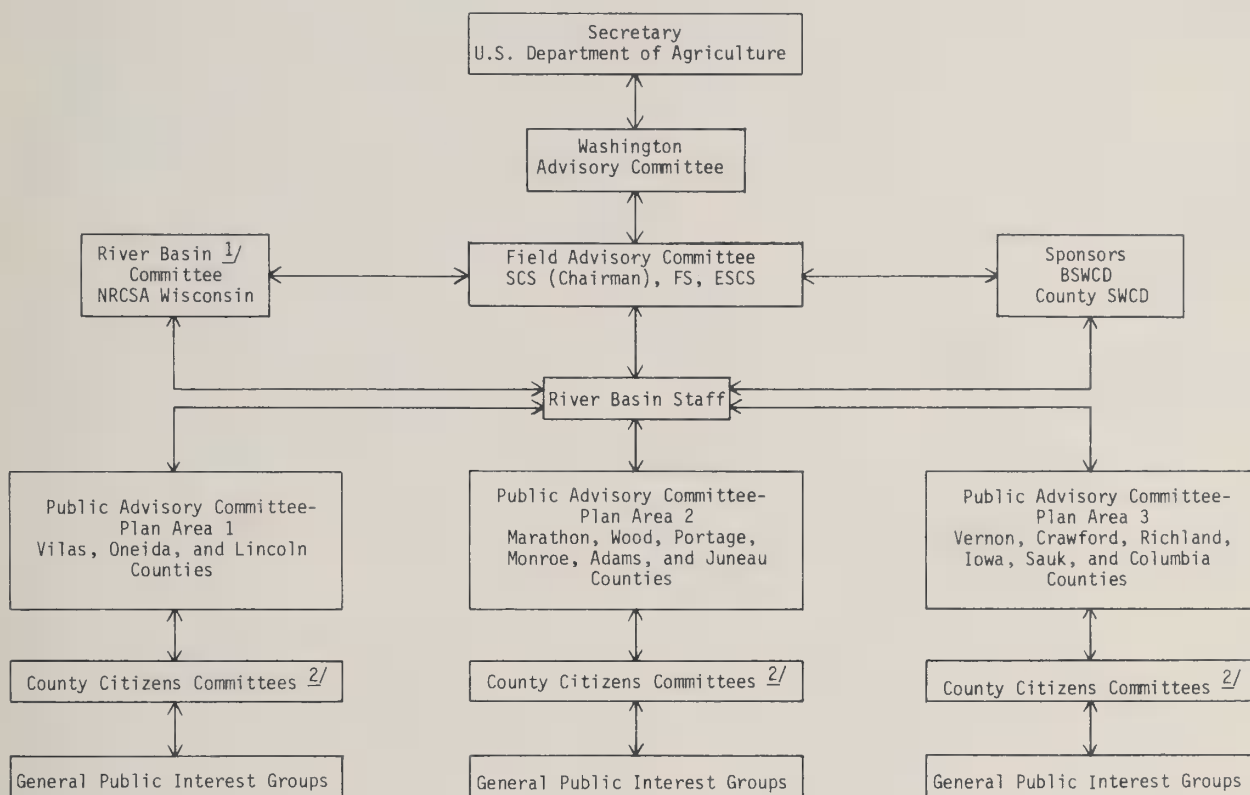 Secretary
U.S. Department of Agriculture
Washington
Advisory Committee
River Basin 1/
Committee
NRCSA Wisconsin
Field Advisory Committee
SCS (Chairman), FS, ESCS
Sponsors
BSWCD
County SWCD
River Basin Staff
Public Advisory Committee-
Plan Area 1
Vilas, Oneida, and Lincoln
Counties
Public Advisory Committee-
Plan Area 2
Marathon, Wood, Portage,
Monroe, Adams, and Juneau
Counties
Public Advisory Committee-
Plan Area 3
Vernon, Crawford, Richland,
Iowa, Sauk, and Columbia
Counties
County Citizens Committees 2/
County Citizens Committees 2/
County Citizens Committees 2/
General Public Interest Groups
General Public Interest Groups
General Public Interest Groups